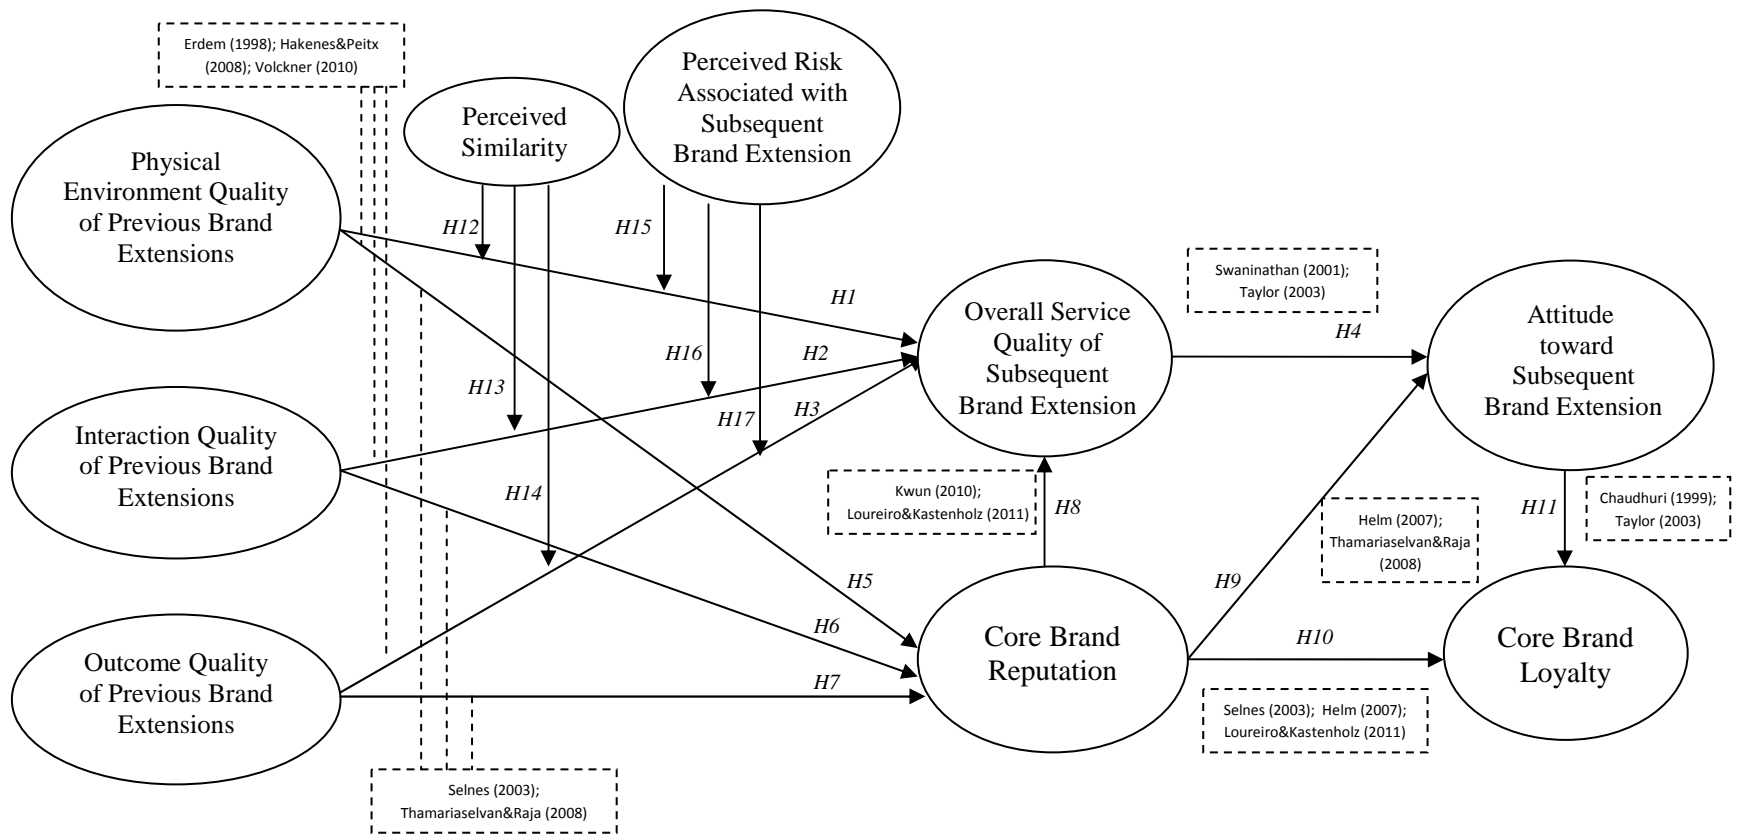 Erdem (1998); Hakenes&Peitx
(2008); Volckner (2010)
Perceived
Similarity
Perceived Risk
Associated with
Subsequent
Brand Extension
Physical
Environment Quality
of Previous Brand
Extensions
H12
H15
H1
Swaninathan (2001);
Taylor (2003)
H4
Overall Service
Quality of
Subsequent
Brand Extension
Attitude
toward
Subsequent
Brand Extension
H16
H2
H13
H3
H17
Interaction Quality
of Previous Brand
Extensions
H14
Kwun (2010);
Loureiro&Kastenholz (2011)
H8
Helm (2007);
Thamariaselvan&Raja
(2008)
H11
Chaudhuri (1999);
Taylor (2003)
H5
H9
H6
H10
H7
Outcome Quality
of Previous Brand
Extensions
Core Brand
Reputation
Core Brand
Loyalty
Selnes (2003); Helm (2007);
Loureiro&Kastenholz (2011)
Selnes (2003);
Thamariaselvan&Raja (2008)